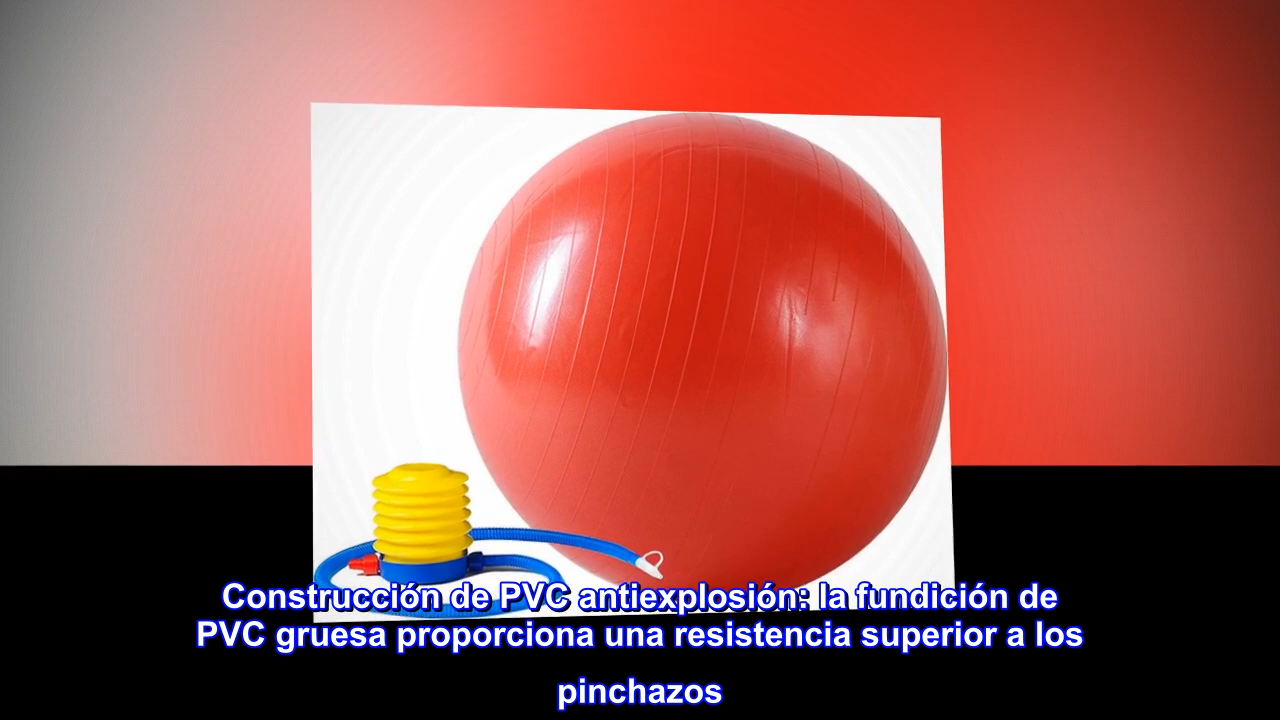 Construcción de PVC antiexplosión: la fundición de
PVC gruesa proporciona una resistencia superior a los
pinchazos